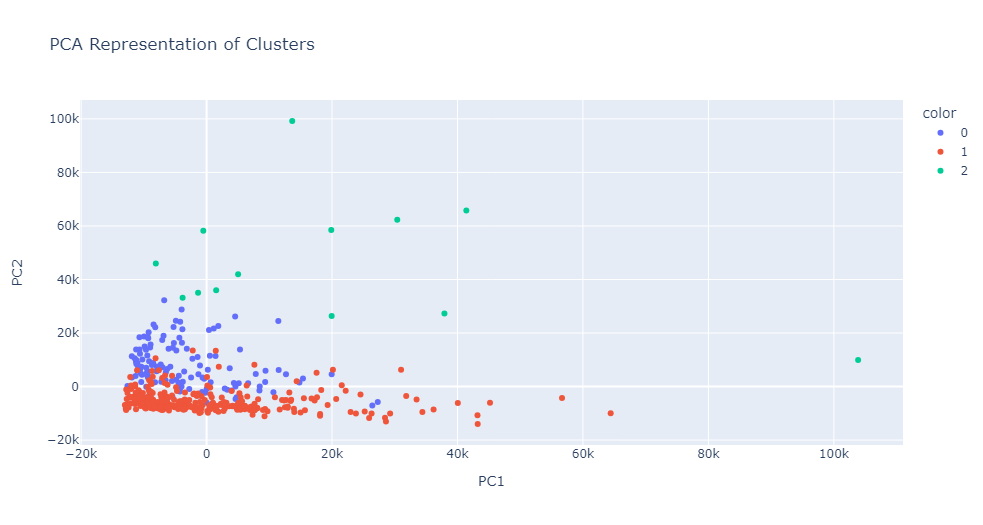 PCA Representation of Clusters
color
0
1
2
100k
80k
60k
40k
20k
0
−20k
PC2
−20k 0 20k 40k 60k 80k 100k
PC1